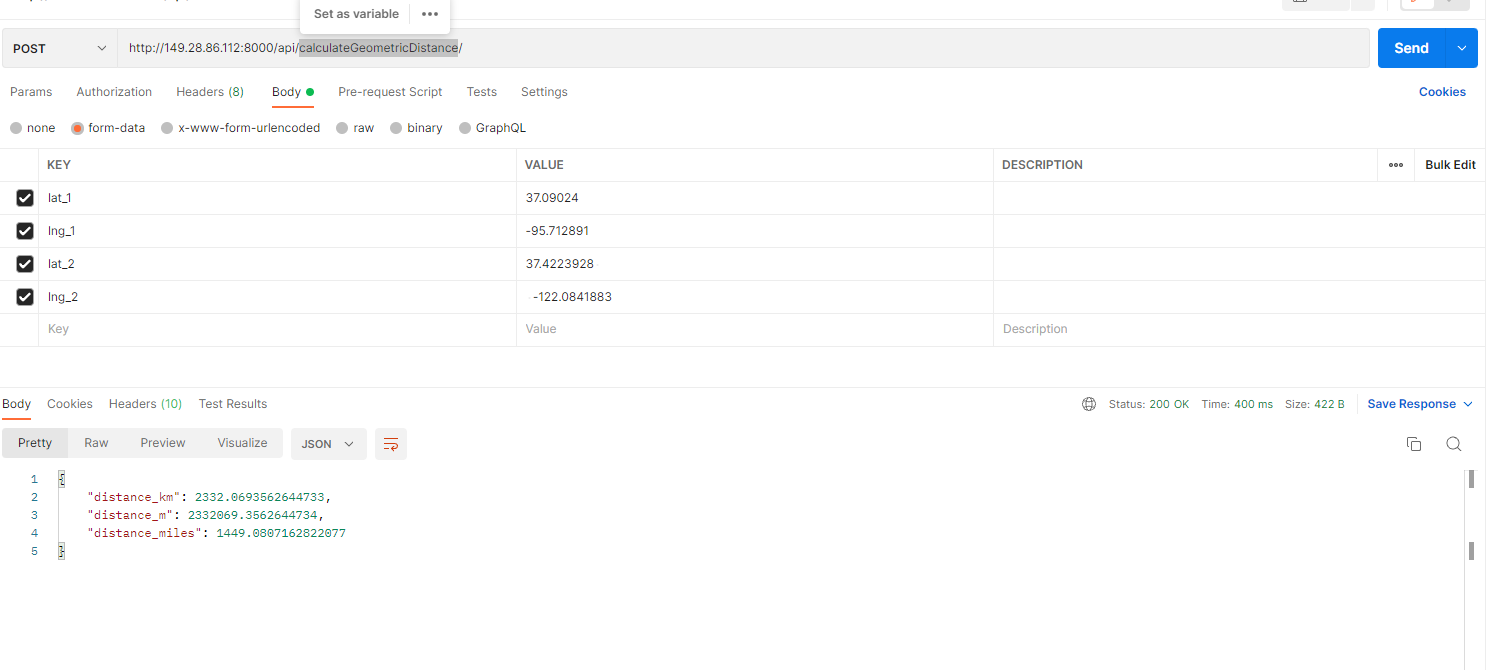 Set as variable
POST http://149.28.86.112:8000/api/calculateGeometricDistance/ Send
Params Authorization Headers (8) Body Pre-request Script Tests Settings Cookies
none form-data x-www-form-urlencoded raw binary GraphQL
KEY VALUE DESCRIPTION Bulk Edit
lat_1 37.09024
lng_1 -95.712891
lat_2 37.4223928
lng_2 -122.0841883
Key Value Description
Body Cookies Headers (10) Test Results Status: 200 OK Time: 400 ms Size: 422 B Save Response
Pretty Raw Preview Visualize JSON
1 {
2 "distance_km": 2332.0693562644733,
3 "distance_m": 2332069.3562644734,
4 "distance_miles": 1449.0807162822077
5 }